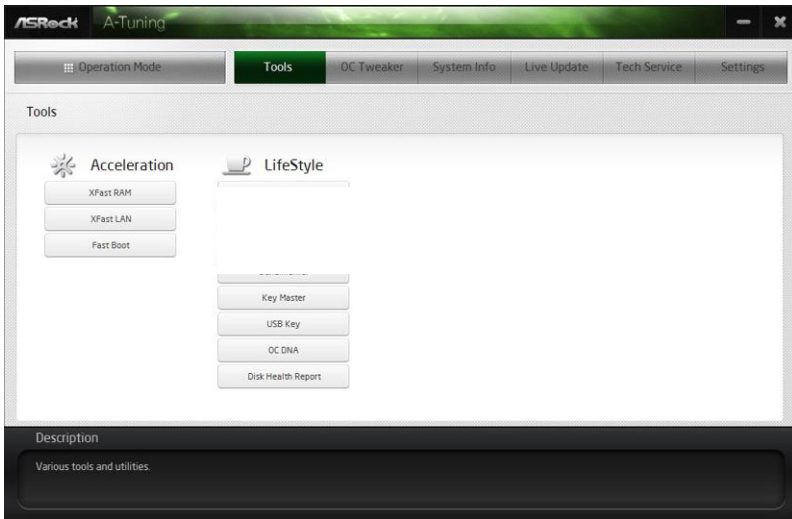 ASRock A-Tuning
Operation Mode Tools OC Tweaker System Info Live Update Tech Service Settings
Tools
Acceleration
XFast RAM
XFast LAN
Fast Boot
LifeStyle
Key Master
USB Key
OC DNA
Disk Health Report
Description
Various tools and utilities.